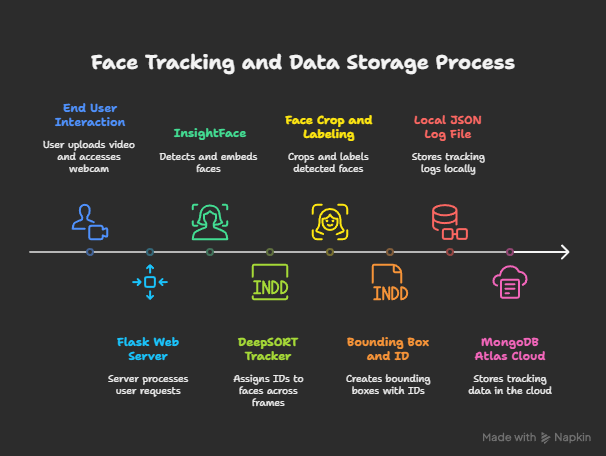 Face Tracking and Data Storage Process
End User
Interaction
User uploads video
and accesses
webcam
InsightFace
Detects and embeds
faces
Face Crop and
Labeling
Crops and labels
detected faces
Local JSON
Log File
Stores tracking
logs locally
INDD
INDD
Flask Web
Server
Server processes
user requests
DeepSORT
Tracker
Assigns IDs to
faces across
frames
Bounding Box
and ID
Creates bounding
boxes with IDs
MongoDB
Atlas Cloud
Stores tracking
data in the cloud
Made with Napkin